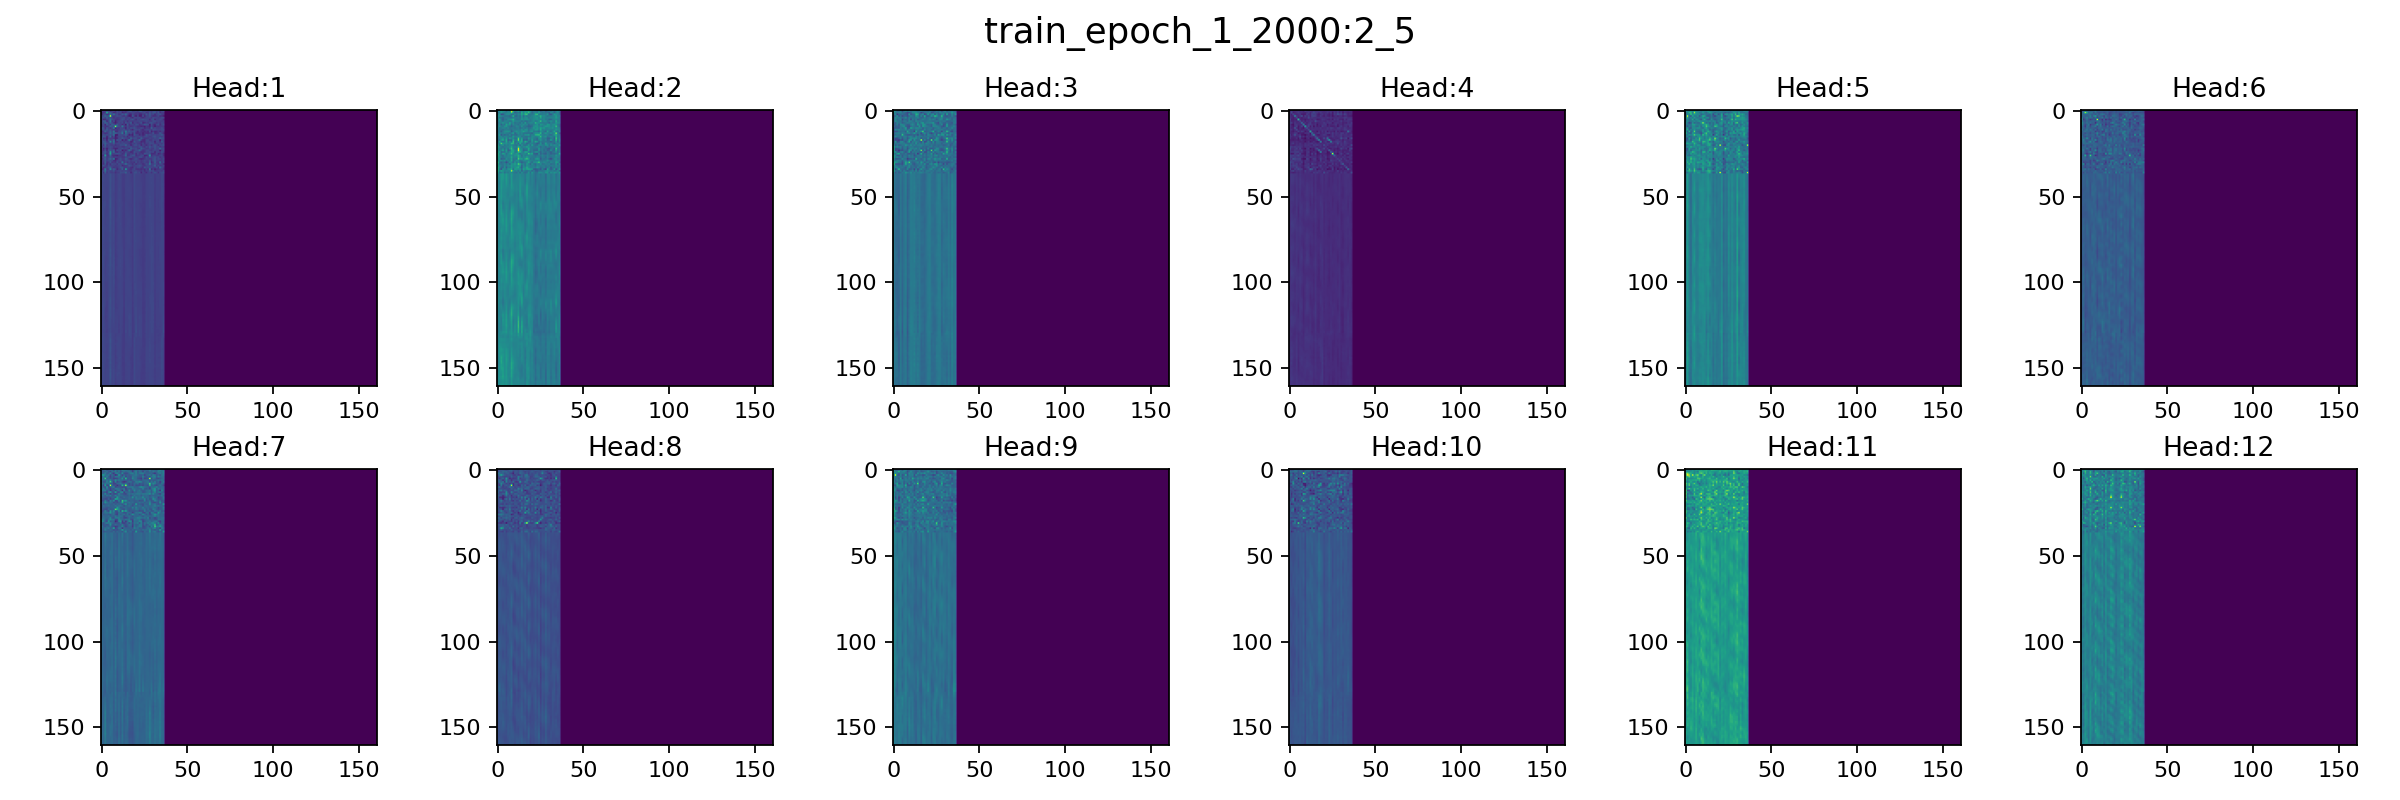 train_epoch_1_2000:2_5
Head:1 Head:2 Head:3 Head:4 Head:5 Head:6
0 0 0 0 0 0
50 50 50 50 50 50
100 100 100 100 100 100
150 150 150 150 150 150
0 50 100 150 0 50 100 150 0 50 100 150 0 50 100 150 0 50 100 150 0 50 100 150
Head:7 Head:8 Head:9 Head:10 Head:11 Head:12
0 0 0 0 0 0
50 50 50 50 50 50
100 100 100 100 100 100
150 150 150 150 150 150
0 50 100 150 0 50 100 150 0 50 100 150 0 50 100 150 0 50 100 150 0 50 100 150